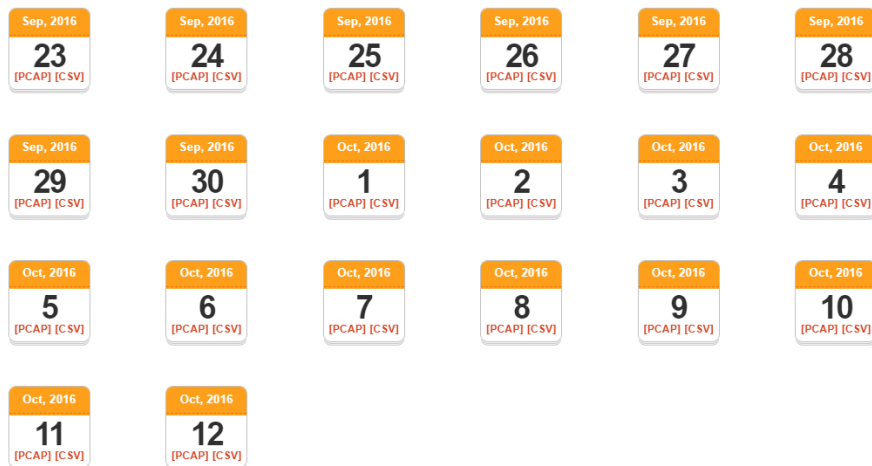 Sep, 2016
23
[PCAP] [CSV]
Sep, 2016
24
[PCAP] [CSV]
Sep, 2016
25
[PCAP] [CSV]
Sep, 2016
26
[PCAP] [CSV]
Sep, 2016
27
[PCAP] [CSV]
Sep, 2016
28
[PCAP] [CSV]
Sep, 2016
29
[PCAP] [CSV]
Sep, 2016
30
[PCAP] [CSV]
Oct, 2016
1
[PCAP] [CSV]
Oct, 2016
2
[PCAP] [CSV]
Oct, 2016
3
[PCAP] [CSV]
Oct, 2016
4
[PCAP] [CSV]
Oct, 2016
5
[PCAP] [CSV]
Oct, 2016
6
[PCAP] [CSV]
Oct, 2016
7
[PCAP] [CSV]
Oct, 2016
8
[PCAP] [CSV]
Oct, 2016
9
[PCAP] [CSV]
Oct, 2016
10
[PCAP] [CSV]
Oct, 2016
11
[PCAP] [CSV]
Oct, 2016
12
[PCAP] [CSV]